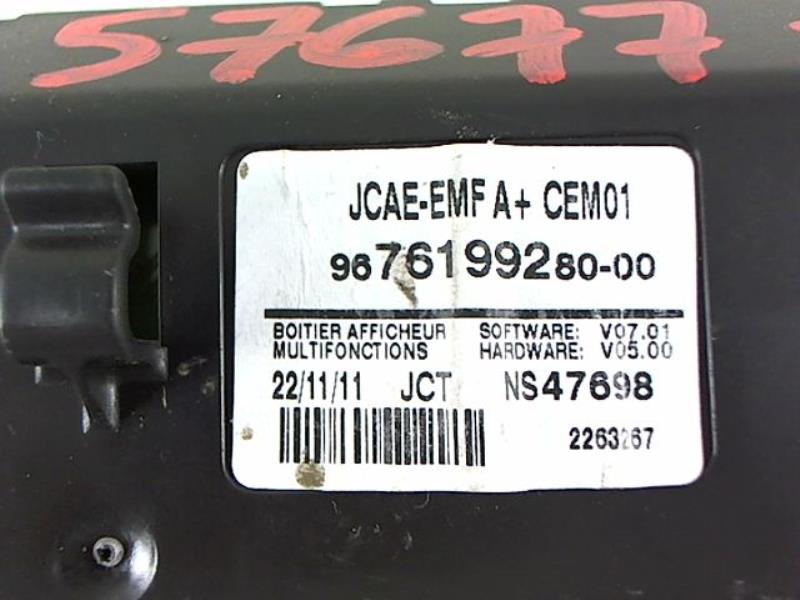 57677
JCAE-EMF A+ CEM01
9676199280-00
BOITIER AFFICHEUR SOFTWARE: V07.01
MULTIFONCTIONS HARDWARE: V05.00
22/11/11 JCT NS47698
2263267